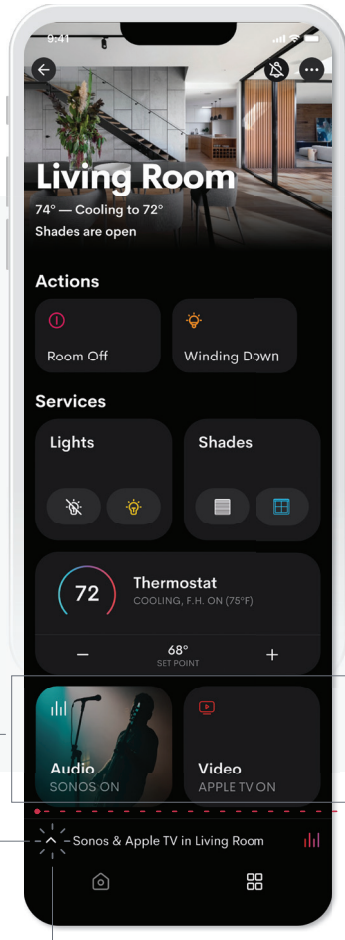 9:41
Living Room
74° — Cooling to 72°
Shades are open
Actions
Room Off
Winding Down
Services
Lights
Shades
72
Thermostat
COOLING, F.H. ON (75°F)
68°
SET POINT
Audio
SONOS ON
Video
APPLE TV ON
Sonos & Apple TV in Living Room